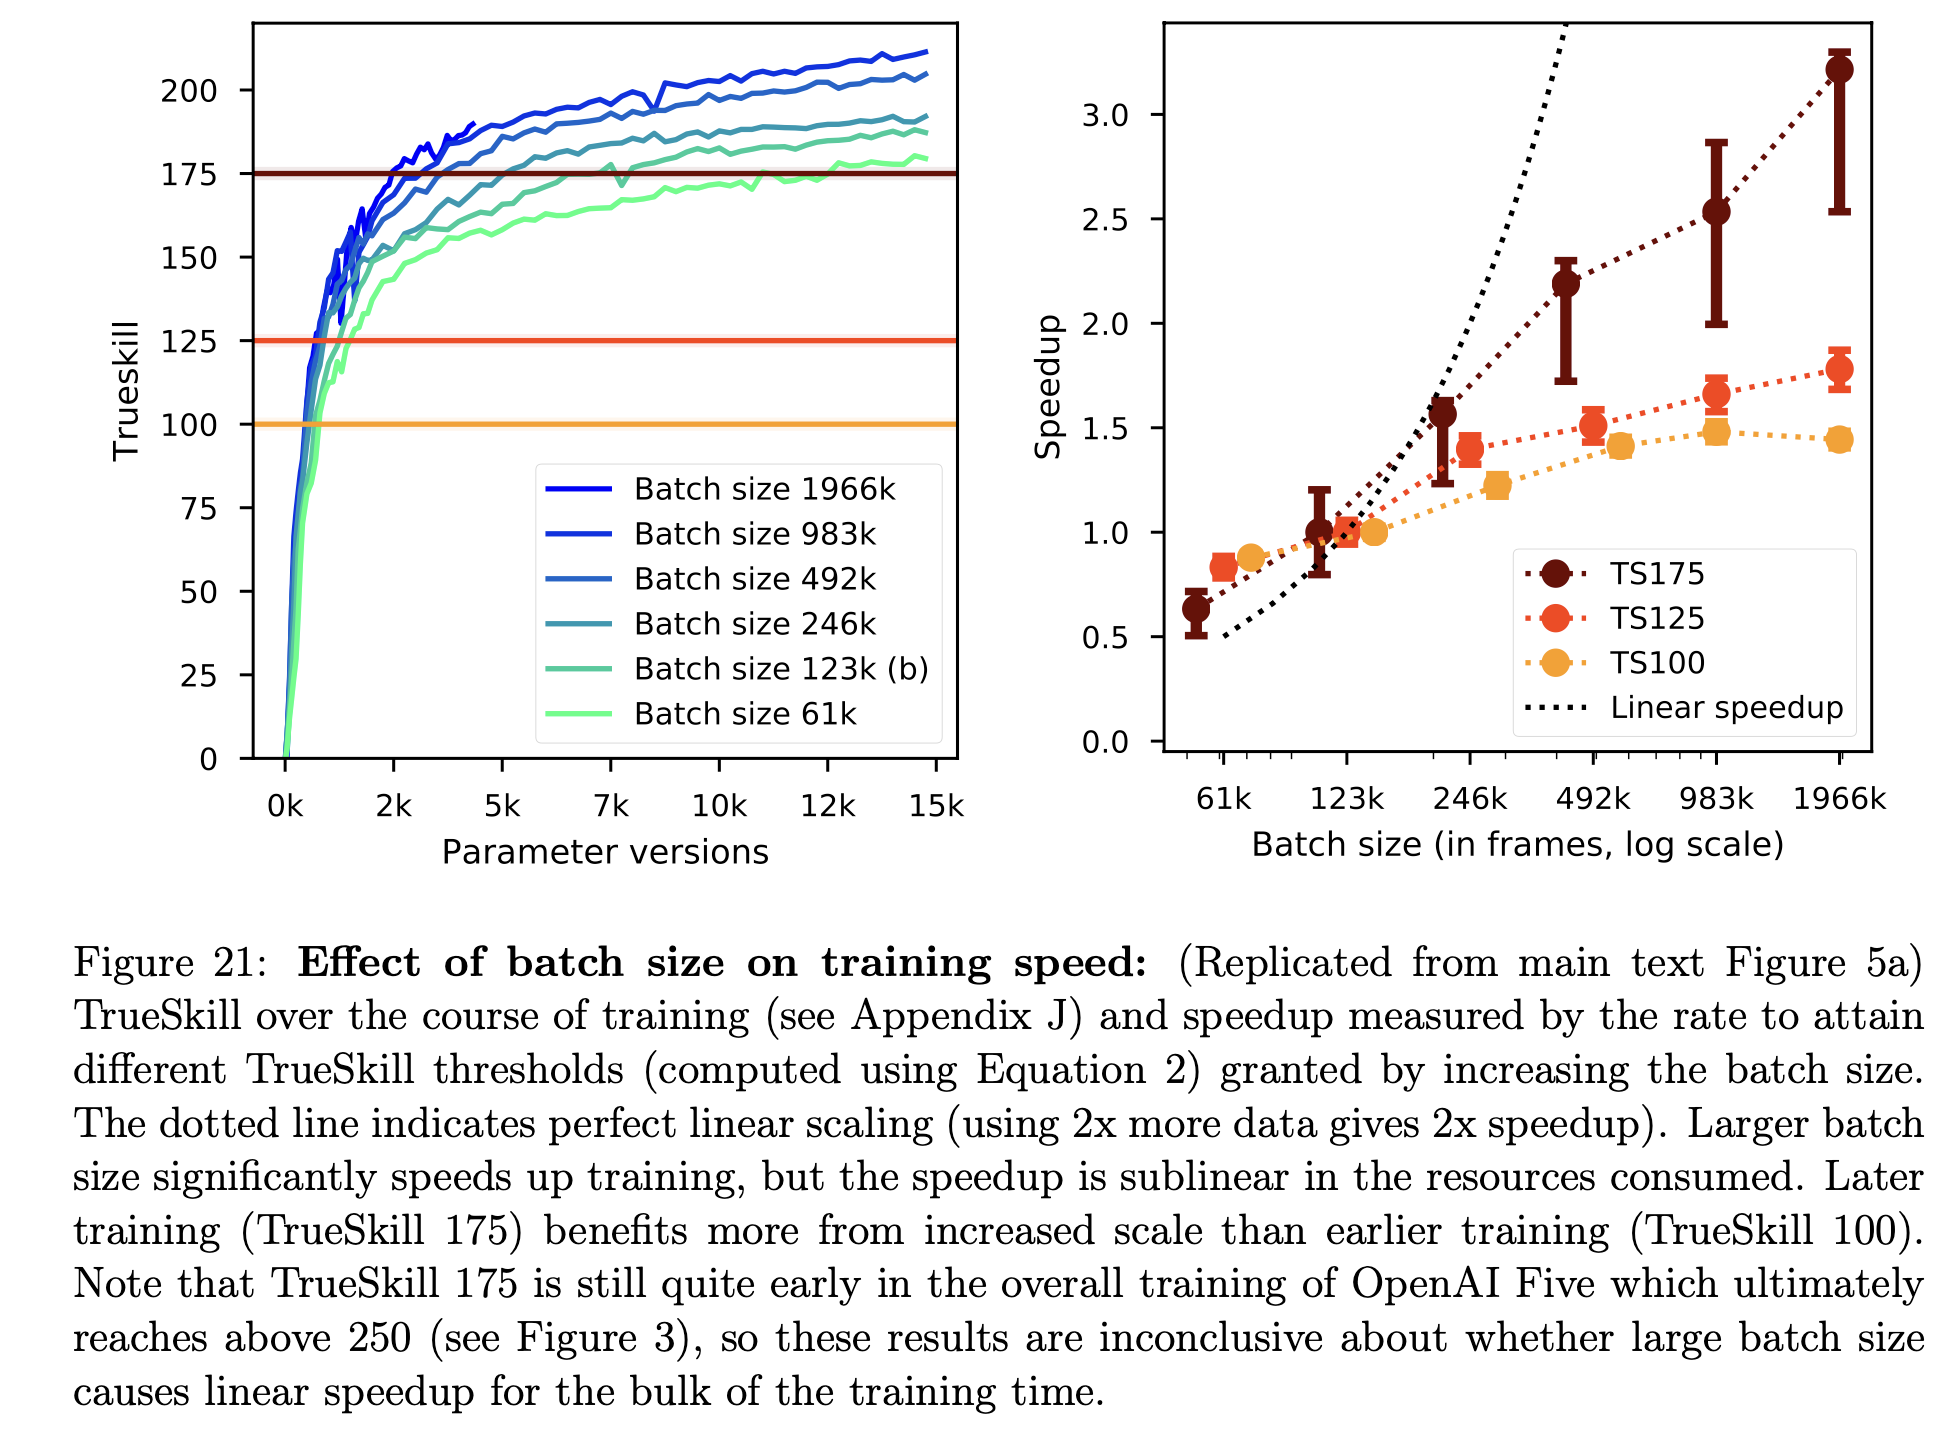 200
175
150
125
100
75
50
25
0
Trueskill
0k 2k 5k 7k 10k 12k 15k
Parameter versions
Batch size 1966k
Batch size 983k
Batch size 492k
Batch size 246k
Batch size 123k (b)
Batch size 61k
3.0
2.5
2.0
1.5
1.0
0.5
0.0
Speedup
61k 123k 246k 492k 983k 1966k
Batch size (in frames, log scale)
TS175
TS125
TS100
Linear speedup
Figure 21: Effect of batch size on training speed: (Replicated from main text Figure 5a)
TrueSkill over the course of training (see Appendix J) and speedup measured by the rate to attain
different TrueSkill thresholds (computed using Equation 2) granted by increasing the batch size.
The dotted line indicates perfect linear scaling (using 2x more data gives 2x speedup). Larger batch
size significantly speeds up training, but the speedup is sublinear in the resources consumed. Later
training (TrueSkill 175) benefits more from increased scale than earlier training (TrueSkill 100).
Note that TrueSkill 175 is still quite early in the overall training of OpenAI Five which ultimately
reaches above 250 (see Figure 3), so these results are inconclusive about whether large batch size
causes linear speedup for the bulk of the training time.